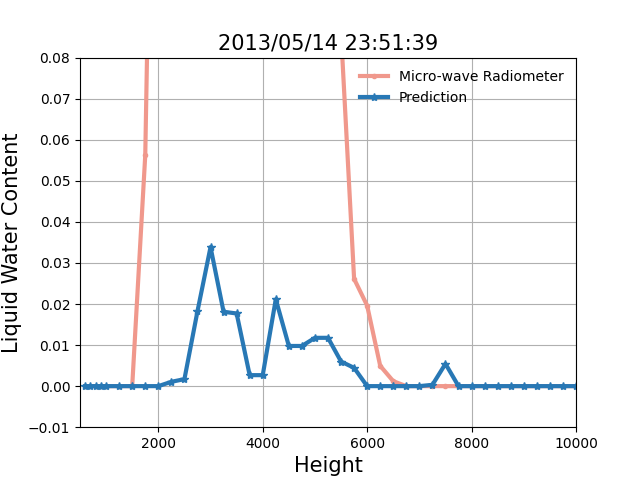 2013/05/14 23:51:39
Liquid Water Content
0.08
0.07
0.06
0.05
0.04
0.03
0.02
0.01
0.00
−0.01
Micro-wave Radiometer
Prediction
2000 4000 6000 8000 10000
Height